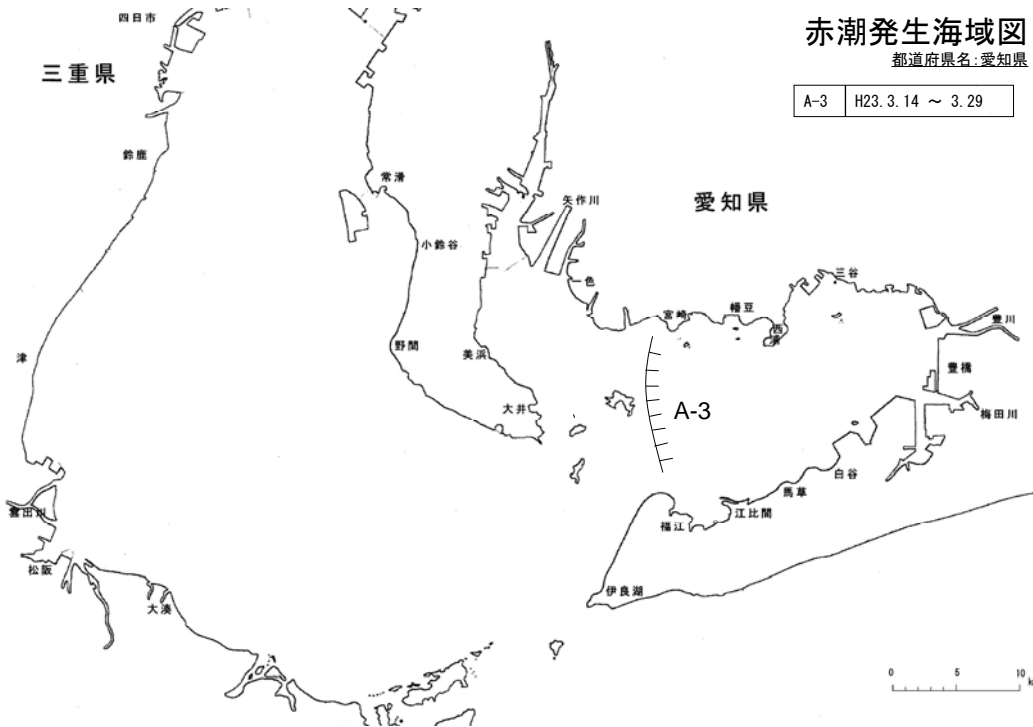 赤潮発生海域図
都道府県名:愛知県
A-3 H23.3.14 ～ 3.29
四日市
三重県
鈴鹿
常滑
矢作川
愛知県
小鈴谷
一色
三谷
宮崎
幡豆
西浦
豊川
津
野間
美浜
豊橋
大井
A-3
梅田川
白谷
馬草
雲出川
福江
江比間
松阪
伊良湖
大湊
0 5 10
km